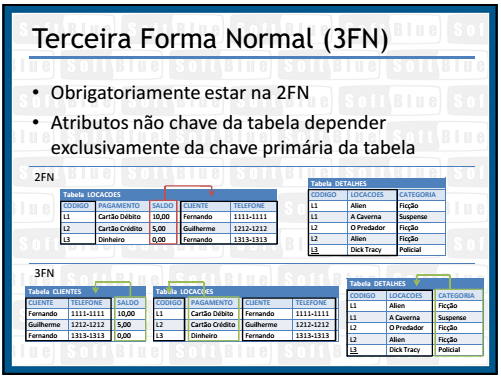 Terceira Forma Normal (3FN)
• Obrigatoriamente estar na 2FN
• Atributos não chave da tabela depender
exclusivamente da chave primária da tabela
2FN
Tabela LOCACOES
CODIGO PAGAMENTO SALDO CLIENTE TELEFONE
L1 Cartão Débito 10,00 Fernando 1111-1111
L2 Cartão Crédito 5,00 Guilherme 1212-1212
L3 Dinheiro 0,00 Fernando 1313-1313
Tabela DETALHES
CODIGO LOCACOES CATEGORIA
L1 Alien Ficção
L1 A Caverna Suspense
L2 O Predador Ficção
L2 Alien Ficção
L3 Dick Tracy Policial
3FN
Tabela CLIENTES
CLIENTE TELEFONE SALDO
Fernando 1111-1111 10,00
Guilherme 1212-1212 5,00
Fernando 1313-1313 0,00
Tabela LOCACOES
CODIGO PAGAMENTO CLIENTE TELEFONE
L1 Cartão Débito Fernando 1111-1111
L2 Cartão Crédito Guilherme 1212-1212
L3 Dinheiro Fernando 1313-1313
Tabela DETALHES
CODIGO LOCACOES CATEGORIA
L1 Alien Ficção
L1 A Caverna Suspense
L2 O Predador Ficção
L2 Alien Ficção
L3 Dick Tracy Policial